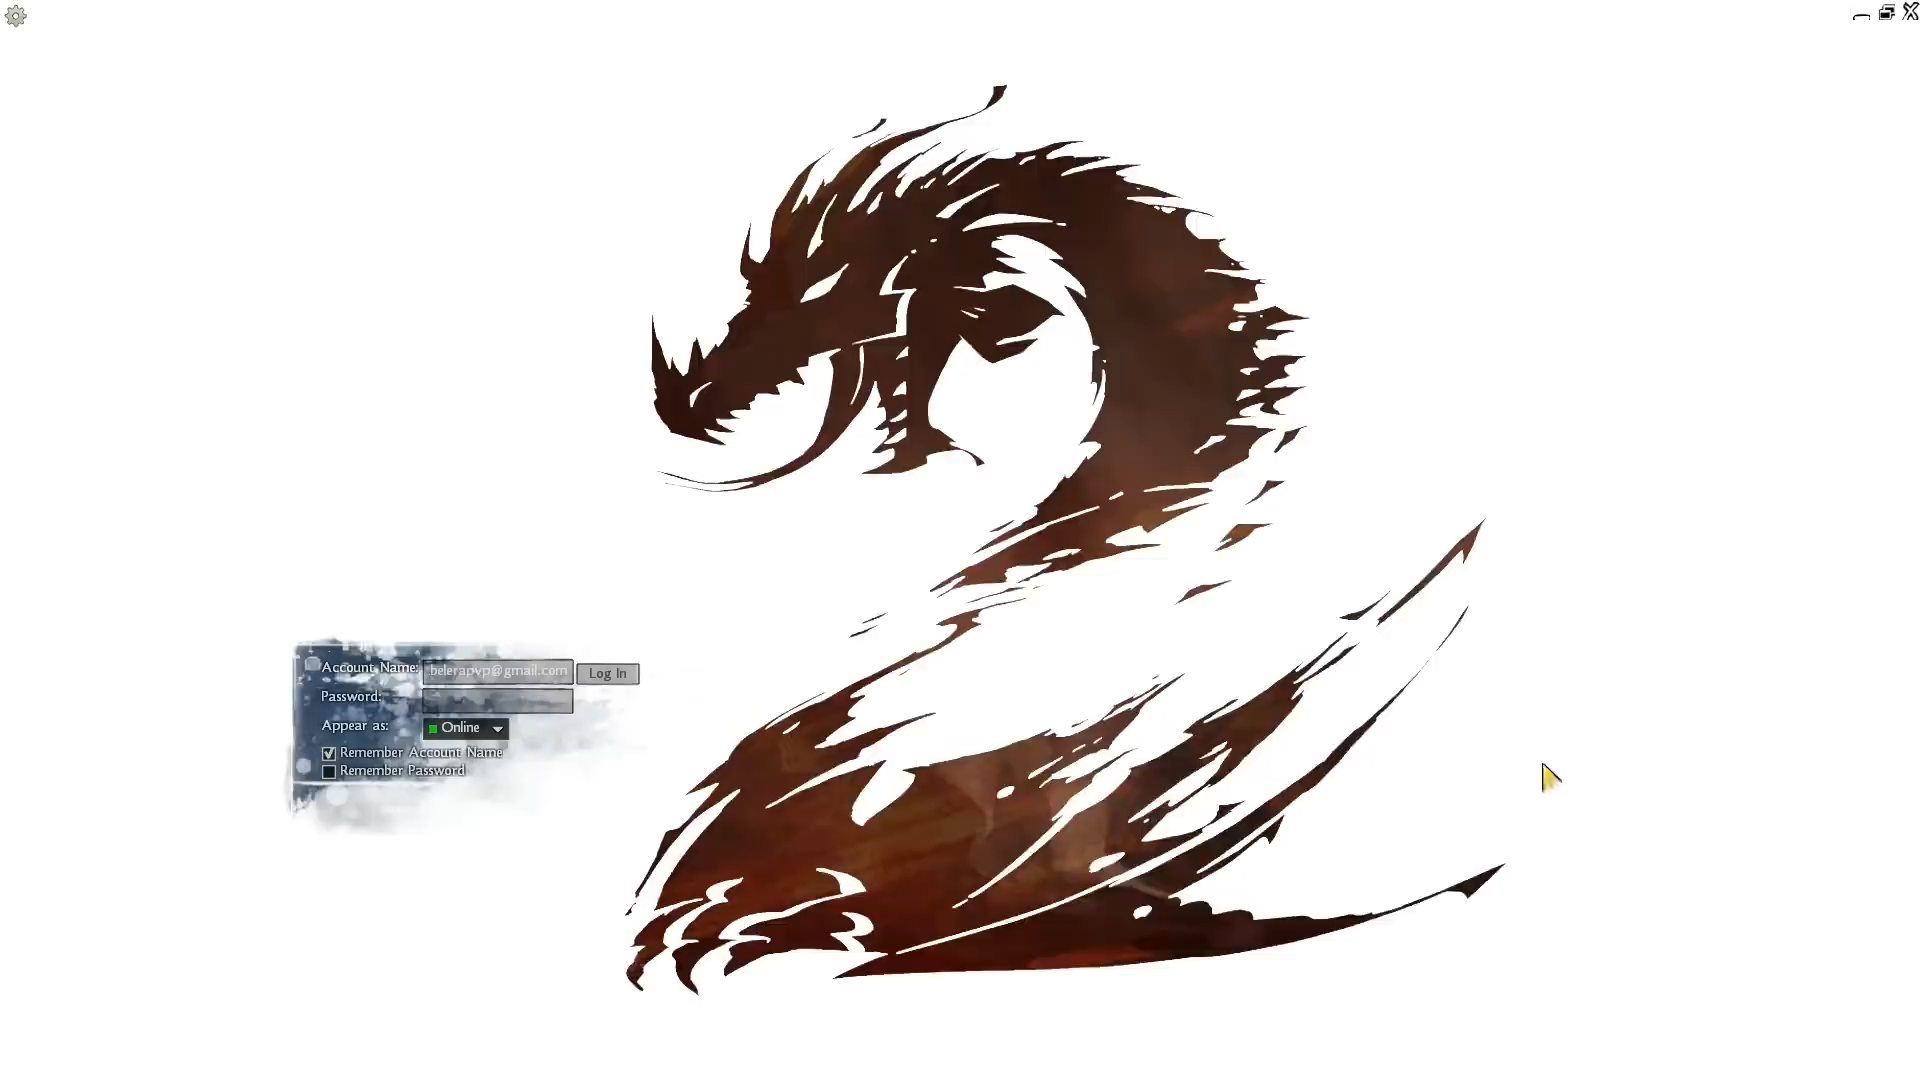 Account Name: belerapvp@gmail.com Log In
Password:
Appear as: Online
Remember Account Name
Remember Password